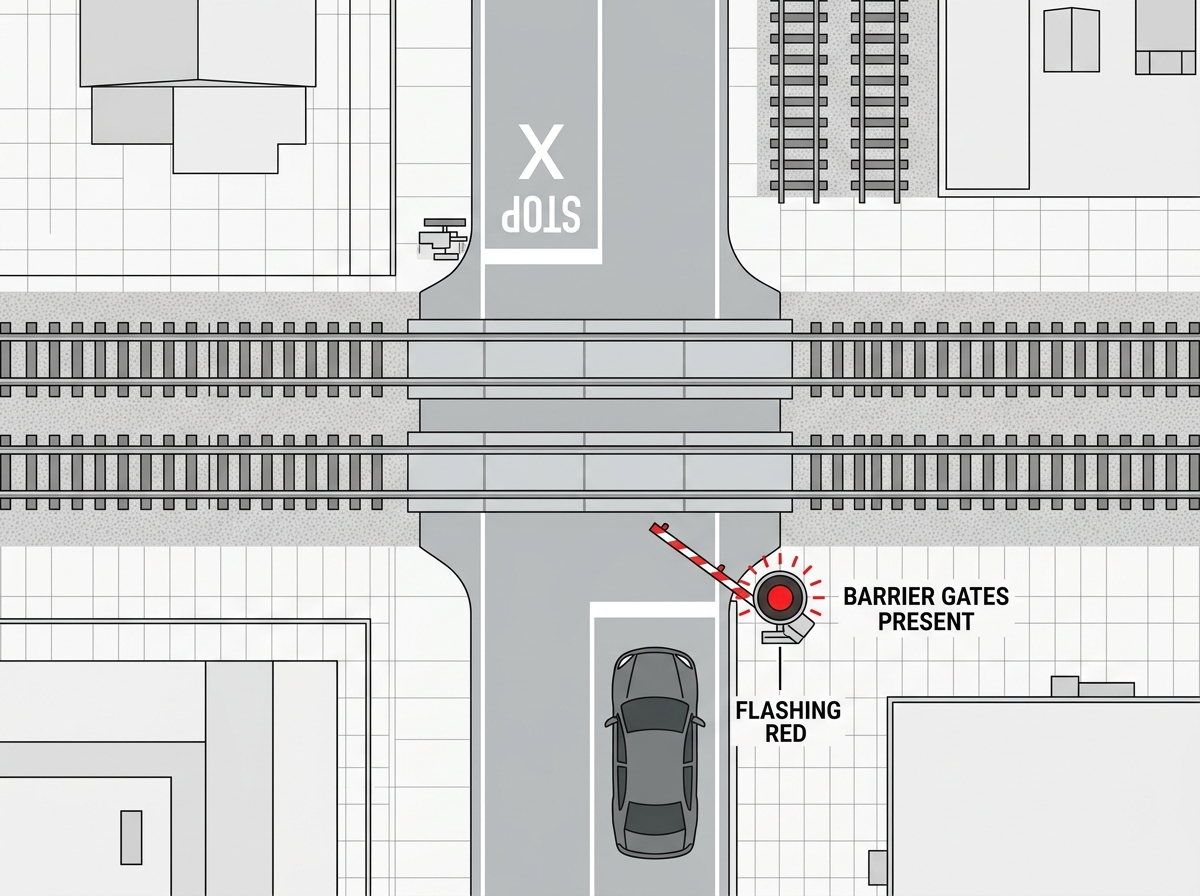 X
STOP
BARRIER GATES
PRESENT
FLASHING
RED